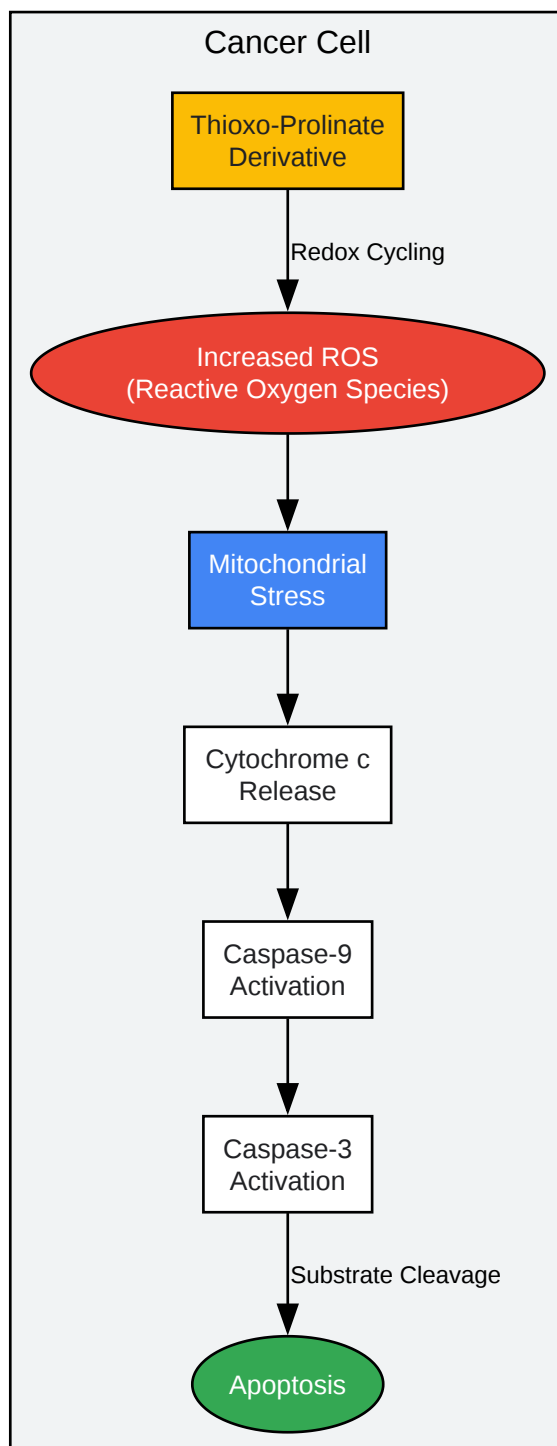 Cancer Cell
Thioxo-Prolinate
Derivative
Redox Cycling
Increased ROS
(Reactive Oxygen Species)
Mitochondrial
Stress
Cytochrome c
Release
Caspase-9
Activation
Caspase-3
Activation
Substrate Cleavage
Apoptosis